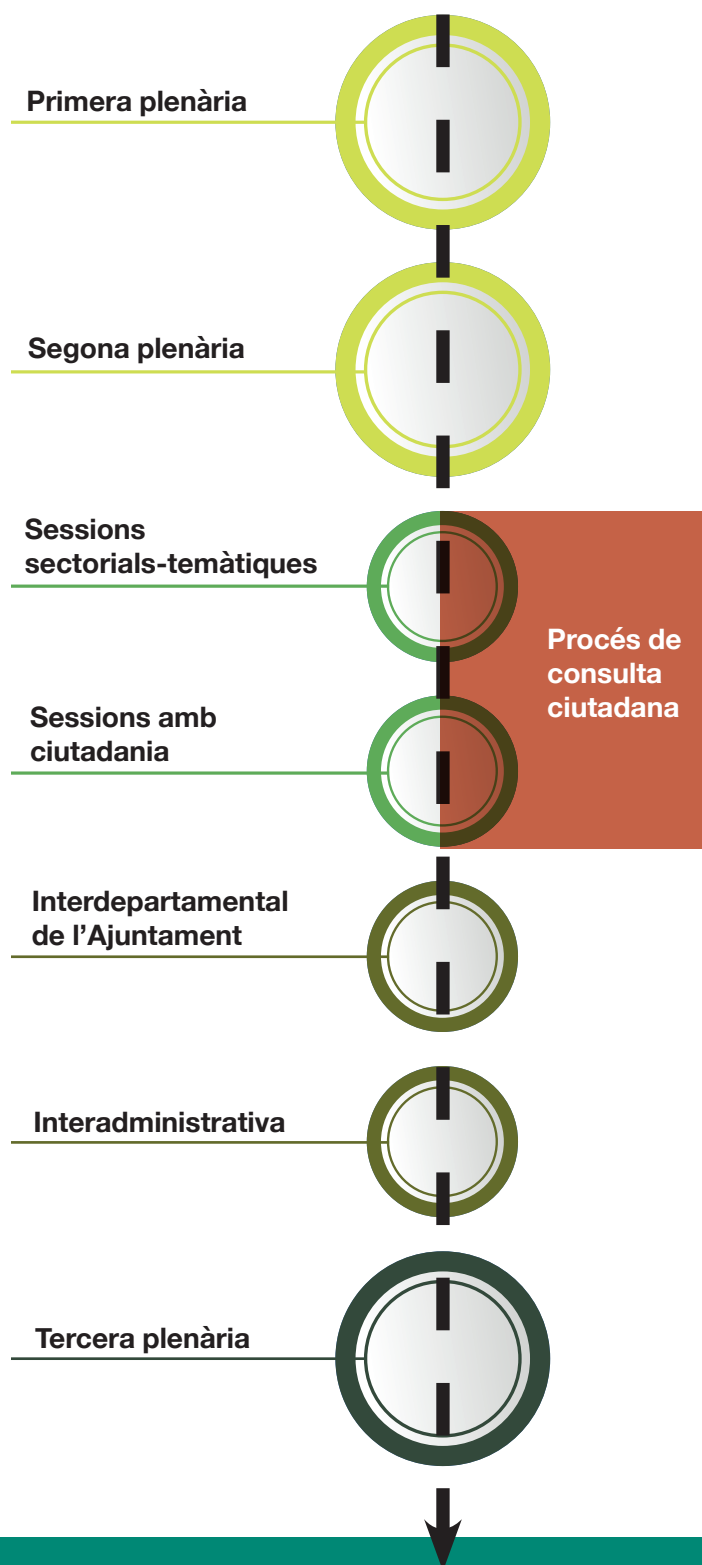 Primera plenària
Segona plenària
Sessions
sectorials-temàtiques
Procés de
consulta
ciutadana
Sessions amb
ciutadania
Interdepartamental
de l’Ajuntament
Interadministrativa
Tercera plenària